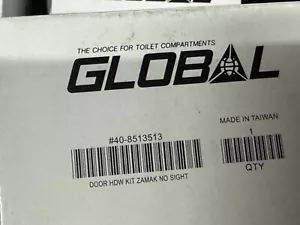 THE CHOICE FOR TOILET COMPARTMENTS
GLOBAL
#40-8513513
MADE IN TAIWAN
1
DOOR HDW KIT ZAMAK NO SIGHT
QTY